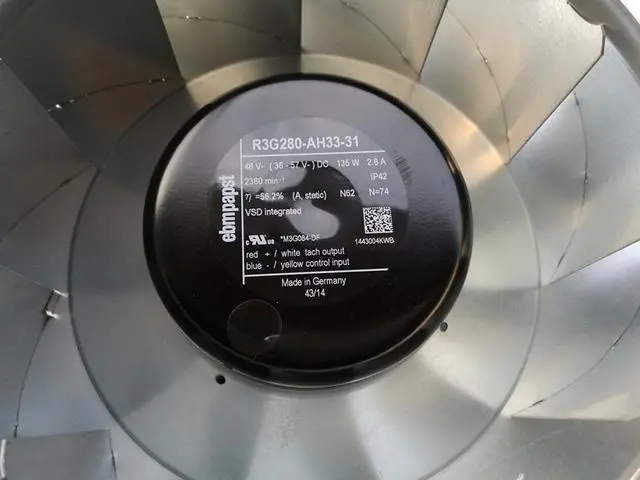 R3G280-AH33-31
48 V- ( 36 - 57 V- ) DC 135 W 2.8 A
2380 min⁻¹ IP42
η =56.2% (A, static) N62 N=74
VSD integrated
ebmpapst
c RU us *M3G084-DF 1443004KWB
red + / white tach output
blue - / yellow control input
Made in Germany
43/14